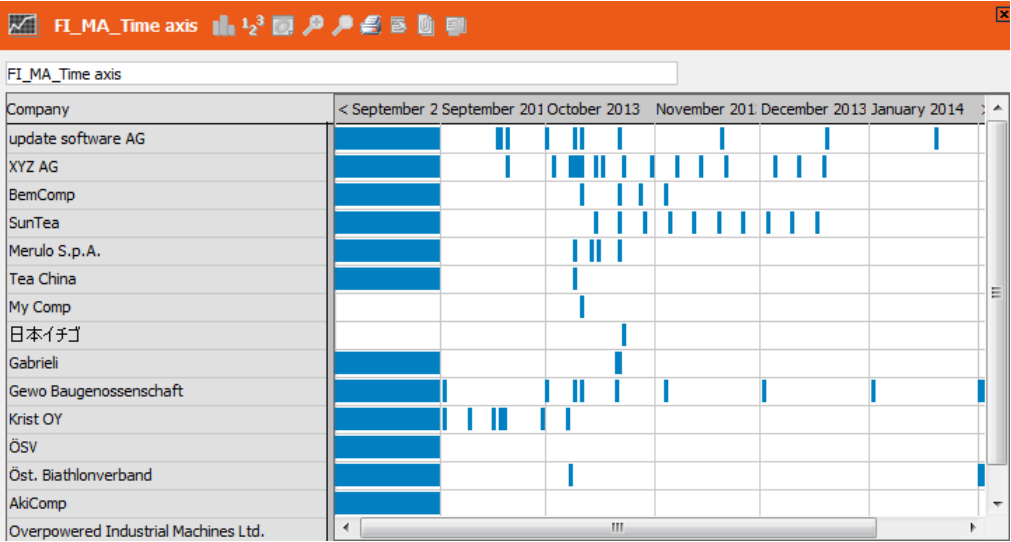 FI_MA_Time axis
FI_MA_Time axis
Company < September 2 September 201 October 2013 November 201 December 2013 January 2014
update software AG
XYZ AG
BemComp
SunTea
Merulo S.p.A.
Tea China
My Comp
日本イチゴ
Gabrieli
Gewo Baugenossenschaft
Krist OY
ÖSV
Öst. Biathlonverband
AkiComp
Overpowered Industrial Machines Ltd.